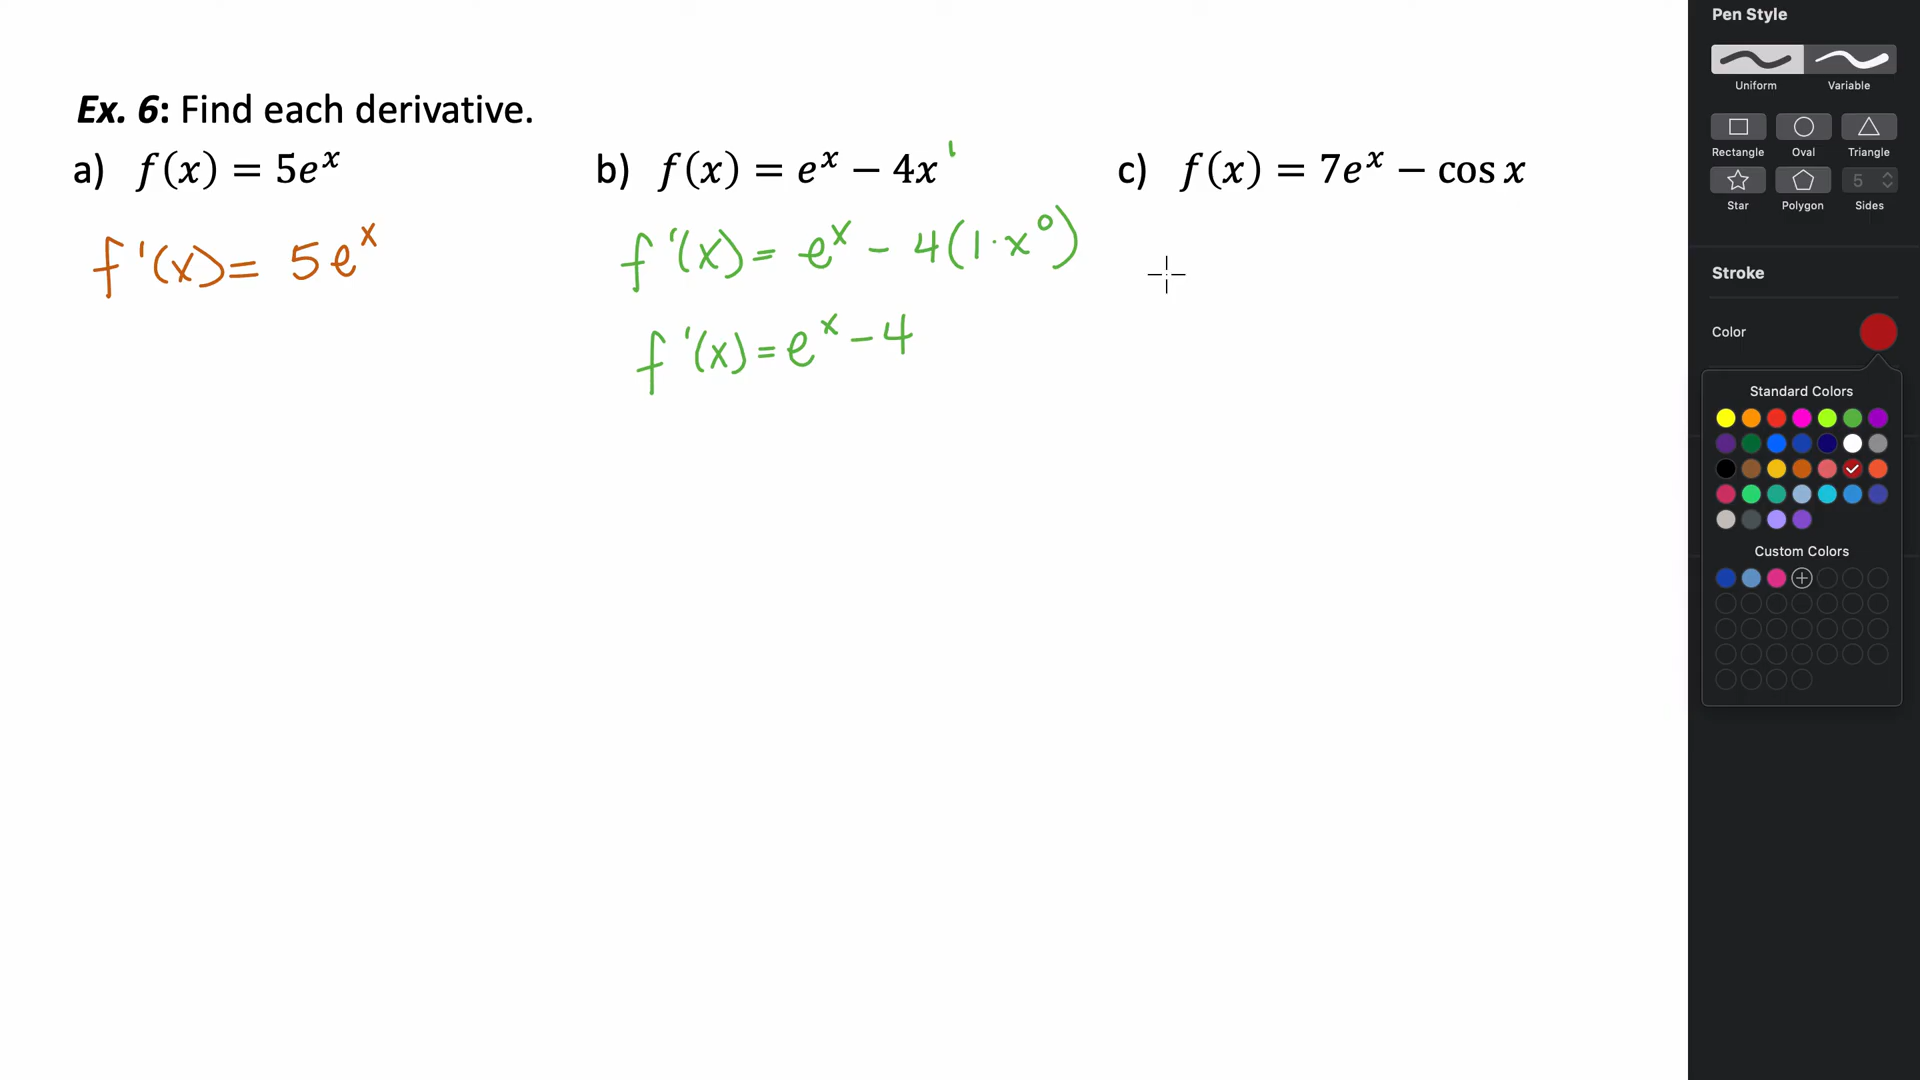 Ex. 6: Find each derivative.
a) f(x) = 5e^x
f'(x) = 5e^x
b) f(x) = e^x − 4x^1
f'(x) = e^x − 4(1·x^0)
f'(x) = e^x − 4
c) f(x) = 7e^x − cos x
Pen Style
Uniform Variable
Rectangle Oval Triangle
5
Star Polygon Sides
Stroke
Color
Standard Colors
Custom Colors